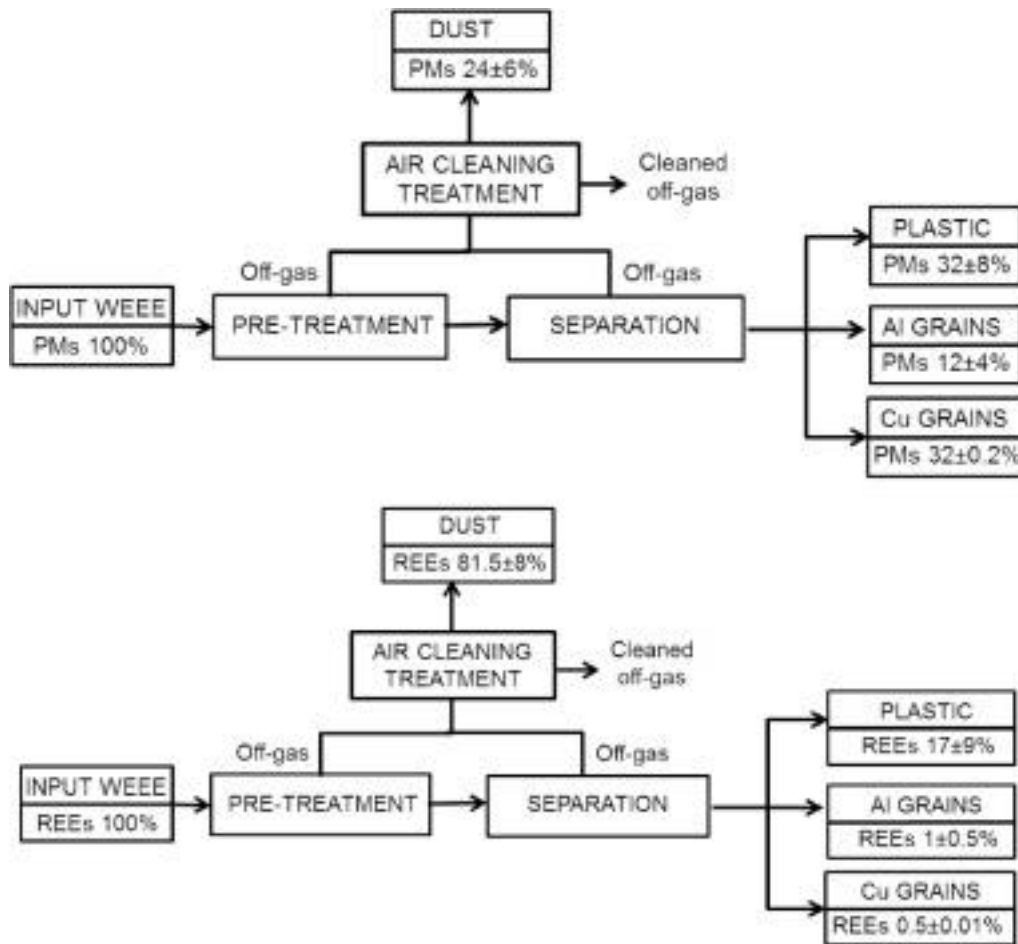 DUST
PMs 24±6%
AIR CLEANING
TREATMENT
Cleaned
off-gas
Off-gas
Off-gas
INPUT WEEE
PMs 100%
PRE-TREATMENT
SEPARATION
PLASTIC
PMs 32±8%
Al GRAINS
PMs 12±4%
Cu GRAINS
PMs 32±0.2%
DUST
REEs 81.5±8%
AIR CLEANING
TREATMENT
Cleaned
off-gas
Off-gas
Off-gas
INPUT WEEE
REEs 100%
PRE-TREATMENT
SEPARATION
PLASTIC
REEs 17±9%
Al GRAINS
REEs 1±0.5%
Cu GRAINS
REEs 0.5±0.01%